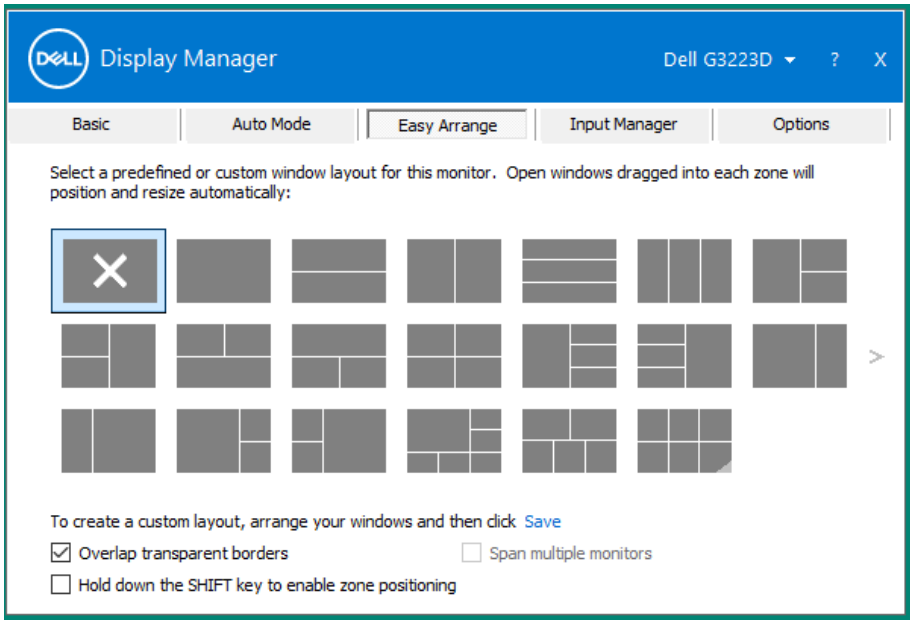 DELL Display Manager Dell G3223D ? X
Basic Auto Mode Easy Arrange Input Manager Options
Select a predefined or custom window layout for this monitor. Open windows dragged into each zone will
position and resize automatically:
>
To create a custom layout, arrange your windows and then click Save
Overlap transparent borders Span multiple monitors
Hold down the SHIFT key to enable zone positioning